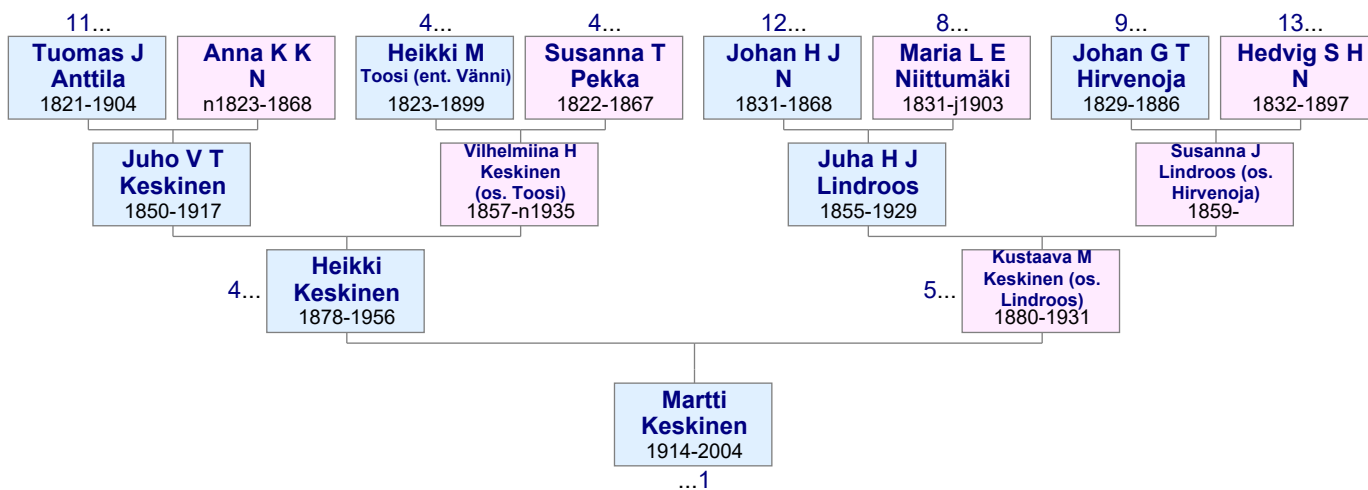 11...
4...
4...
12...
8...
9...
13...
Tuomas J
Anttila
1821-1904
Anna K K
N
n1823-1868
Heikki M
Toosi (ent. Vänni)
1823-1899
Susanna T
Pekka
1822-1867
Johan H J
N
1831-1868
Maria L E
Niittumäki
1831-j1903
Johan G T
Hirvenoja
1829-1886
Hedvig S H
N
1832-1897
Juho V T
Keskinen
1850-1917
Vilhelmiina H
Keskinen
(os. Toosi)
1857-n1935
Juha H J
Lindroos
1855-1929
Susanna J
Lindroos (os.
Hirvenoja)
1859-
4...
Heikki
Keskinen
1878-1956
5...
Kustaava M
Keskinen (os.
Lindroos)
1880-1931
Martti
Keskinen
1914-2004
...1